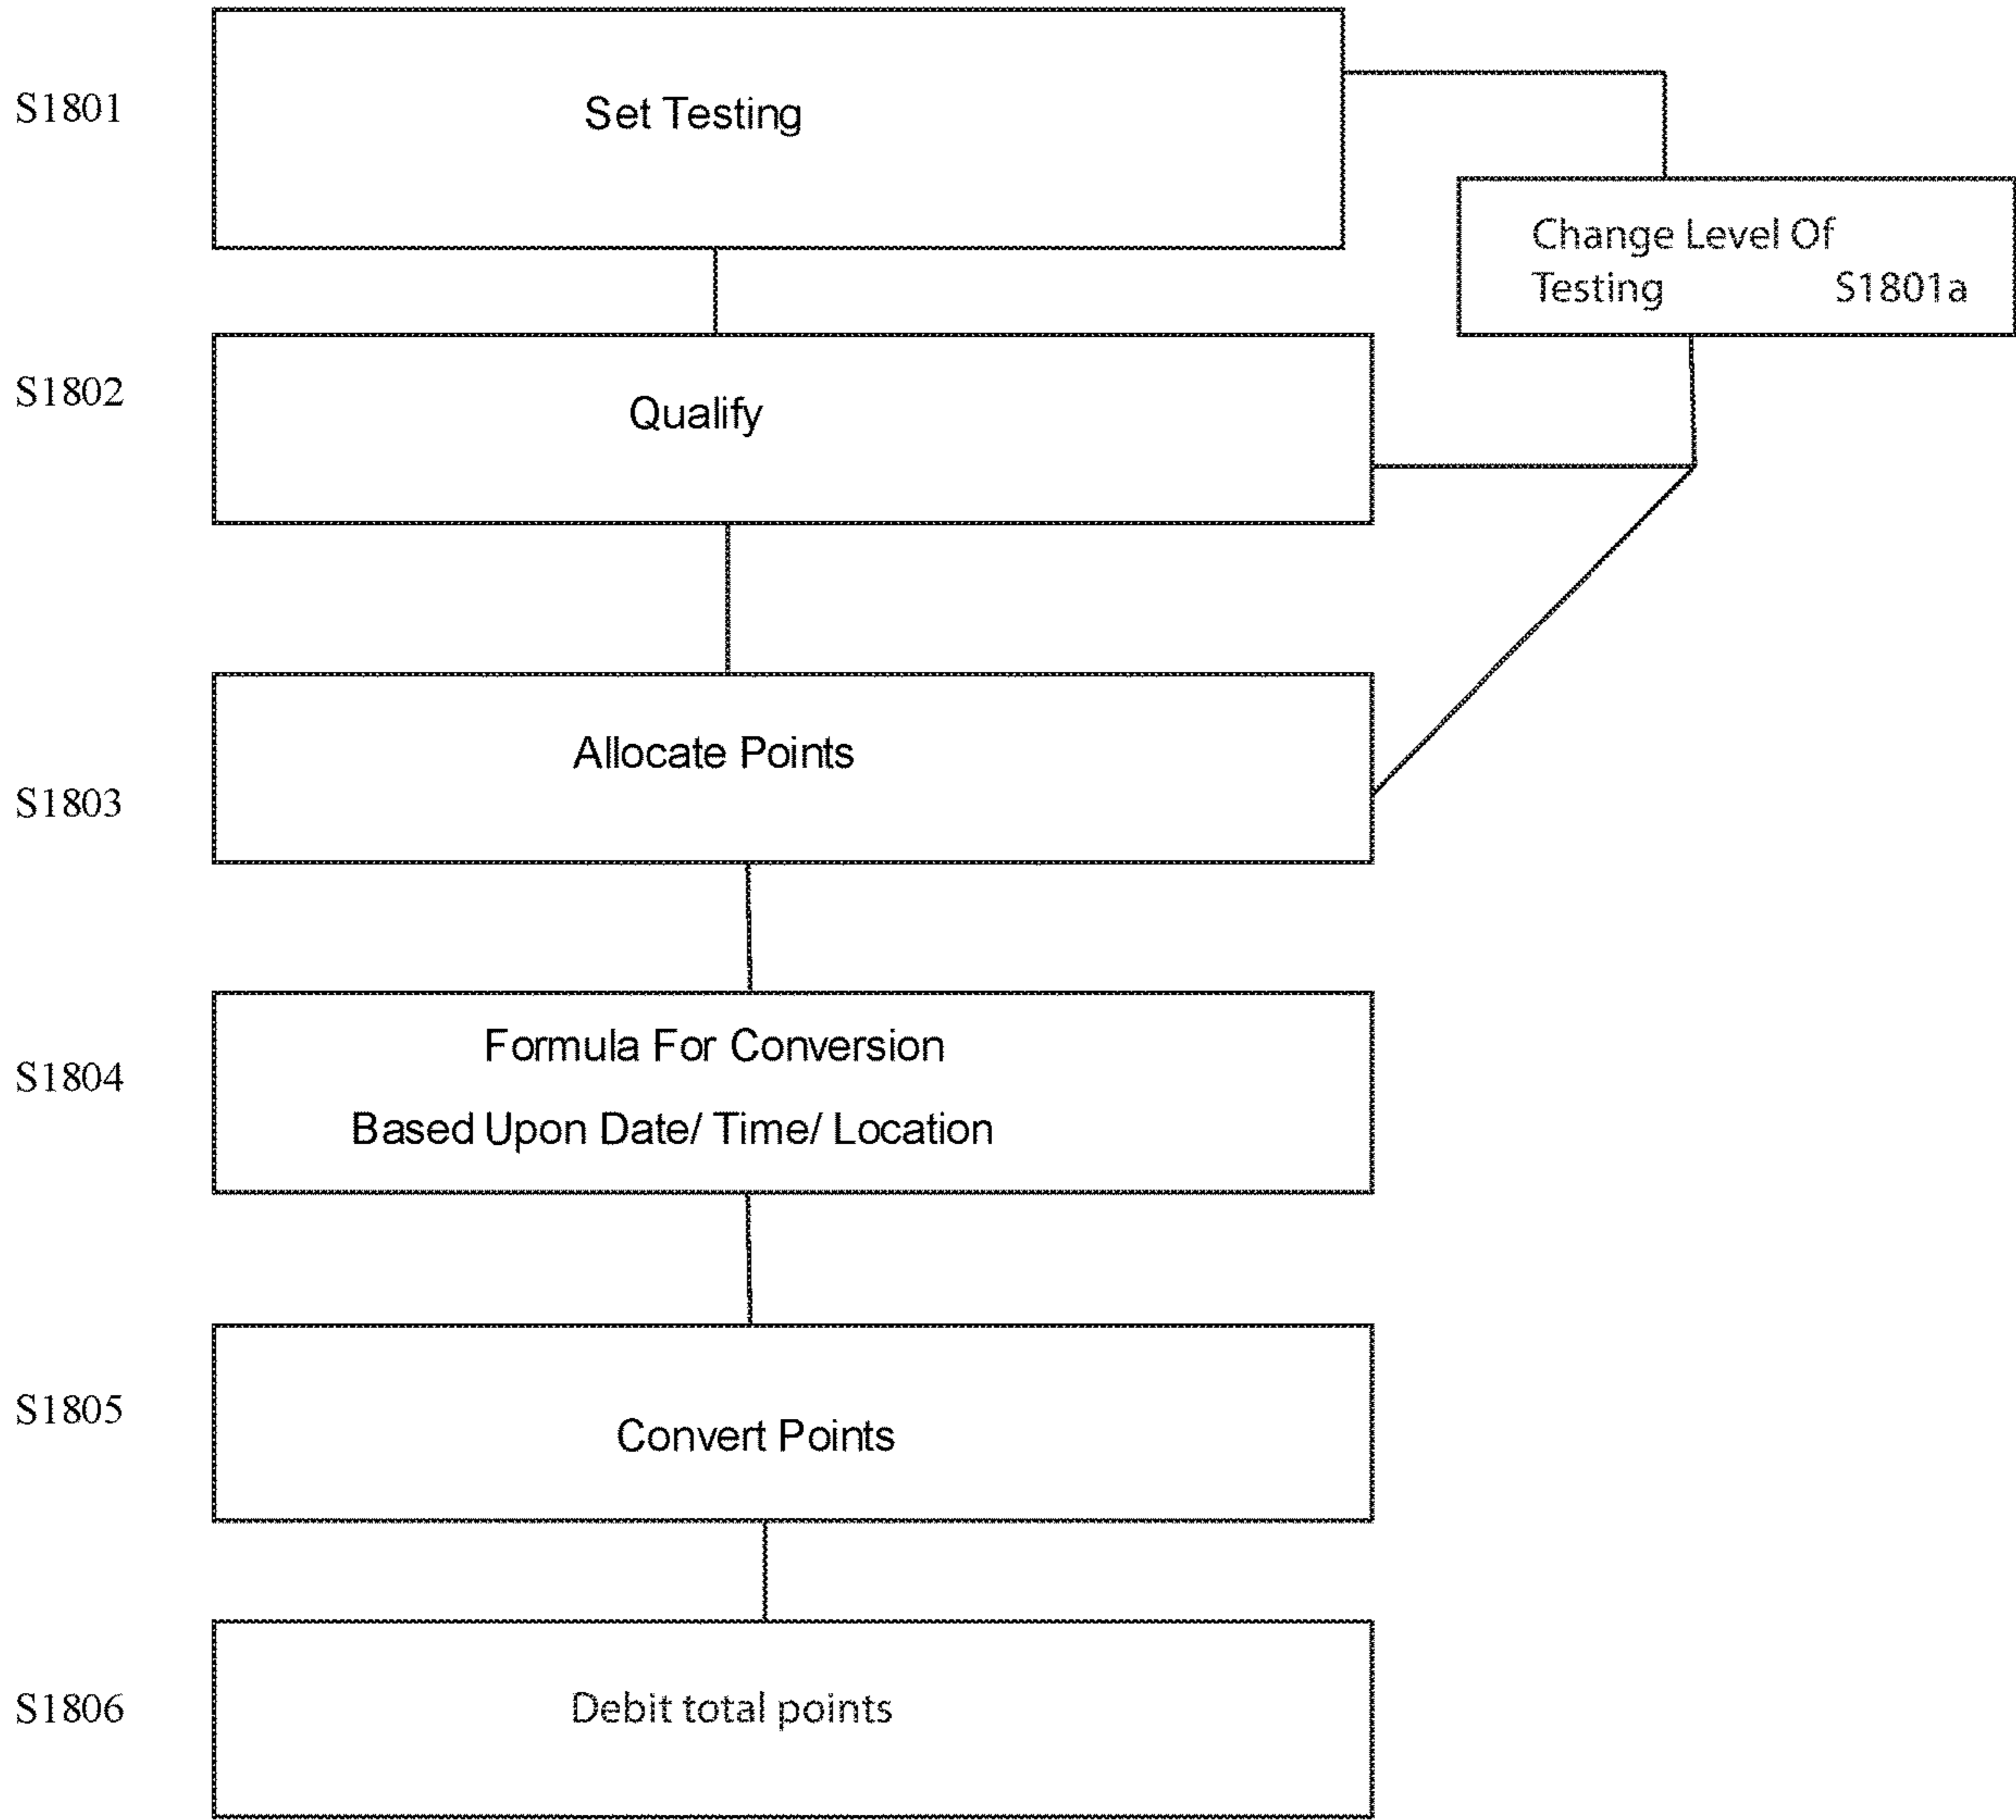 S1801
Set Testing
Change Level Of
Testing S1801a
S1802
Qualify
Allocate Points
S1803
Formula For Conversion
S1804
Based Upon Date/ Time/ Location
S1805
Convert Points
S1806
Debit total points